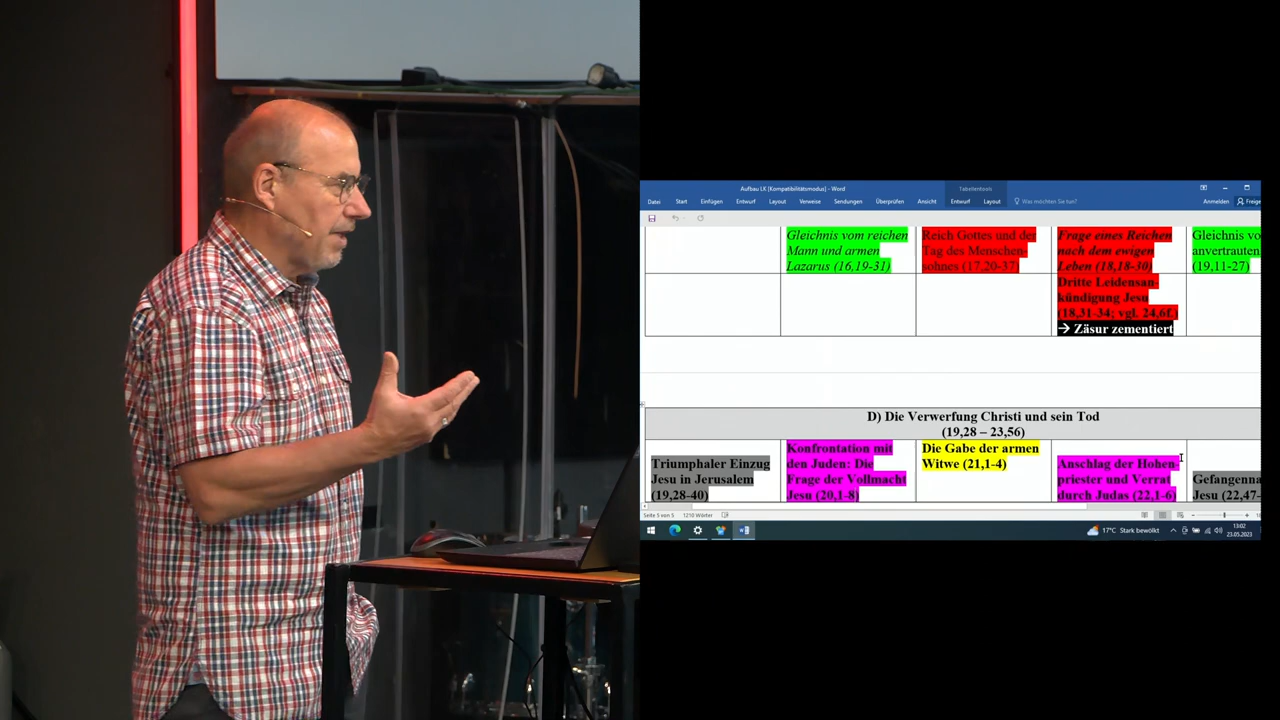 Aufbau LK [Kompatibilitätsmodus] - Word
Tabellentools
Datei Start Einfügen Entwurf Layout Verweise Sendungen Überprüfen Ansicht Entwurf Layout Was möchten Sie tun? Anmelden Freige
Gleichnis vom reichen
Mann und armen
Lazarus (16,19-31)
Reich Gottes und der
Tag des Menschen-
sohnes (17,20-37)
Frage eines Reichen
nach dem ewigen
Leben (18,18-30)
Gleichnis vo
anvertrauten
(19,11-27)
Dritte Leidensan-
kündigung Jesu
(18,31-34; vgl. 24,6f.)
→ Zäsur zementiert
D) Die Verwerfung Christi und sein Tod
(19,28 – 23,56)
Triumphaler Einzug
Jesu in Jerusalem
(19,28-40)
Konfrontation mit
den Juden: Die
Frage der Vollmacht
Jesu (20,1-8)
Die Gabe der armen
Witwe (21,1-4)
Anschlag der Hohen-
priester und Verrat
durch Judas (22,1-6)
Gefangenna
Jesu (22,47-
Seite 5 von 5 1210 Wörter
17°C Stark bewölkt
13:02
23.05.2023